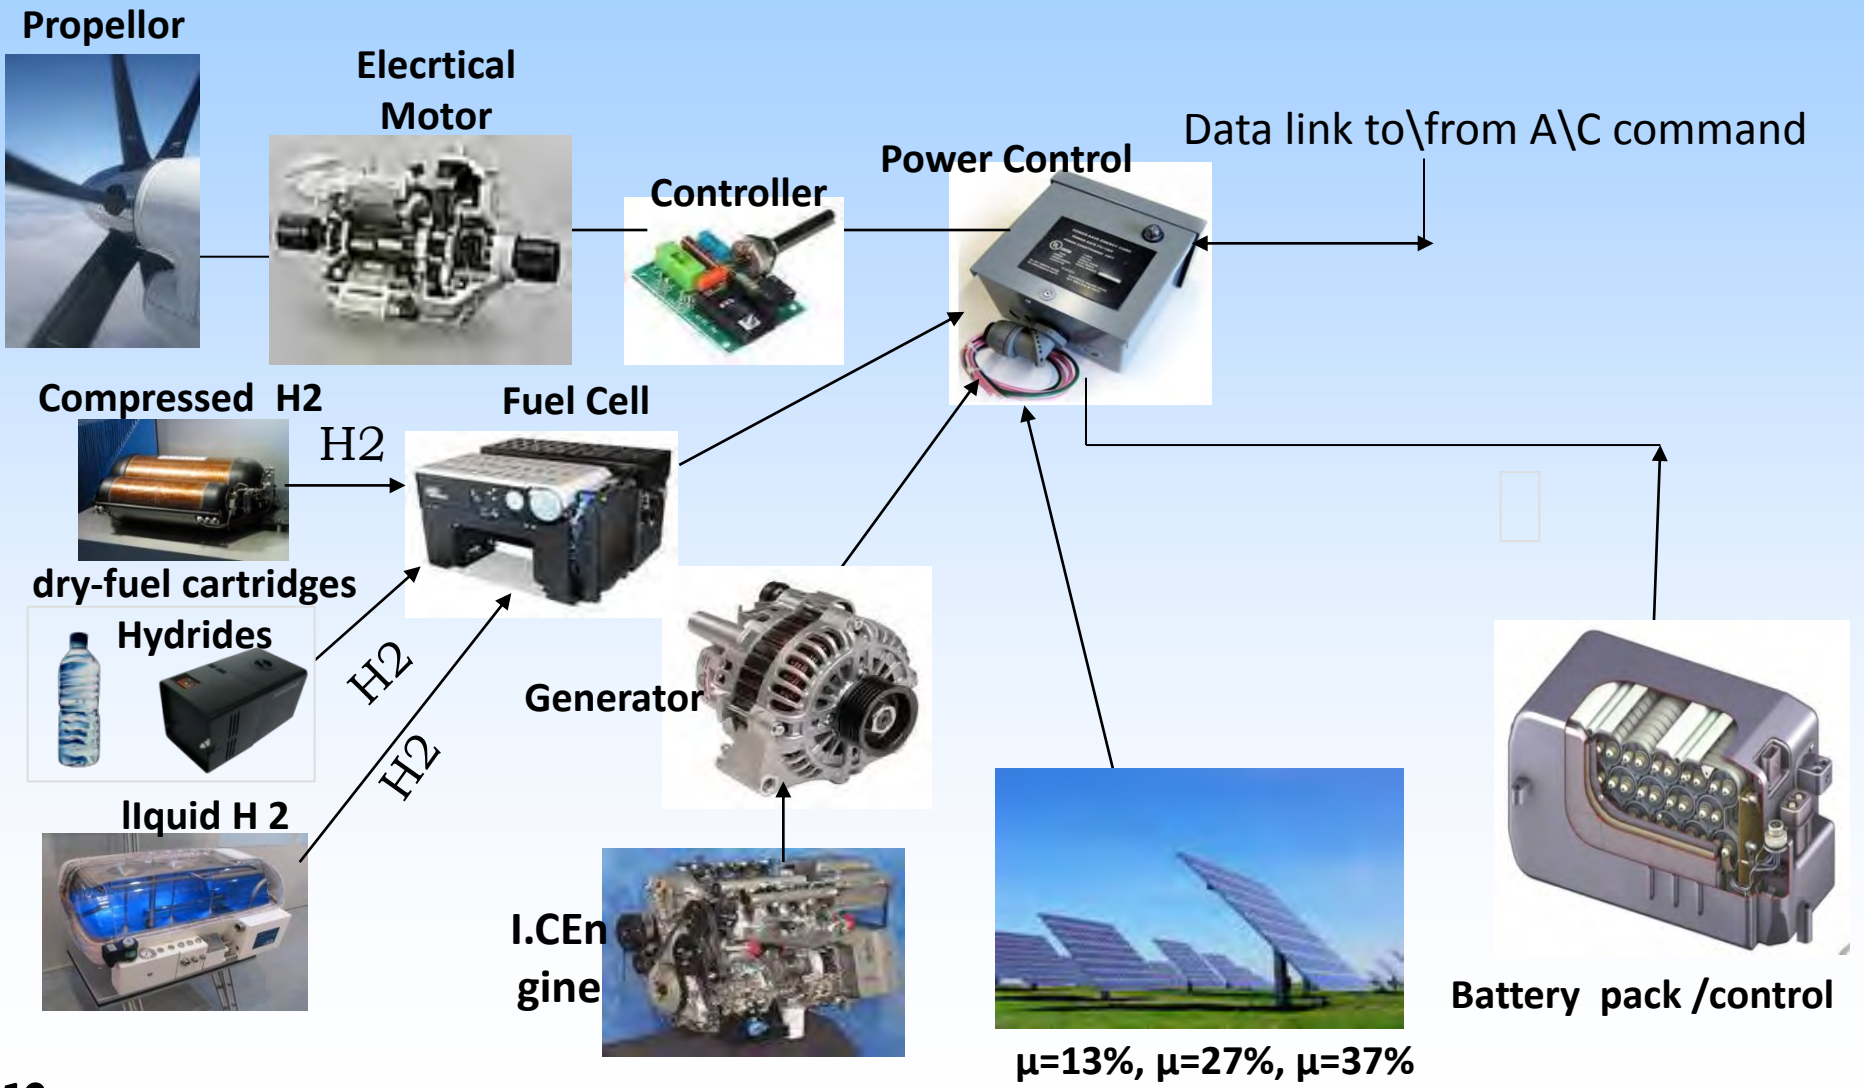 Propellor
Elecrtical
Motor
Data link to\from A\C command
Power Control
Controller
Compressed H2
H2
Fuel Cell
dry-fuel cartridges
Hydrides
H2
Generator
H2
lIquid H 2
I.CEn
gine
Battery pack /control
µ=13%, µ=27%, µ=37%